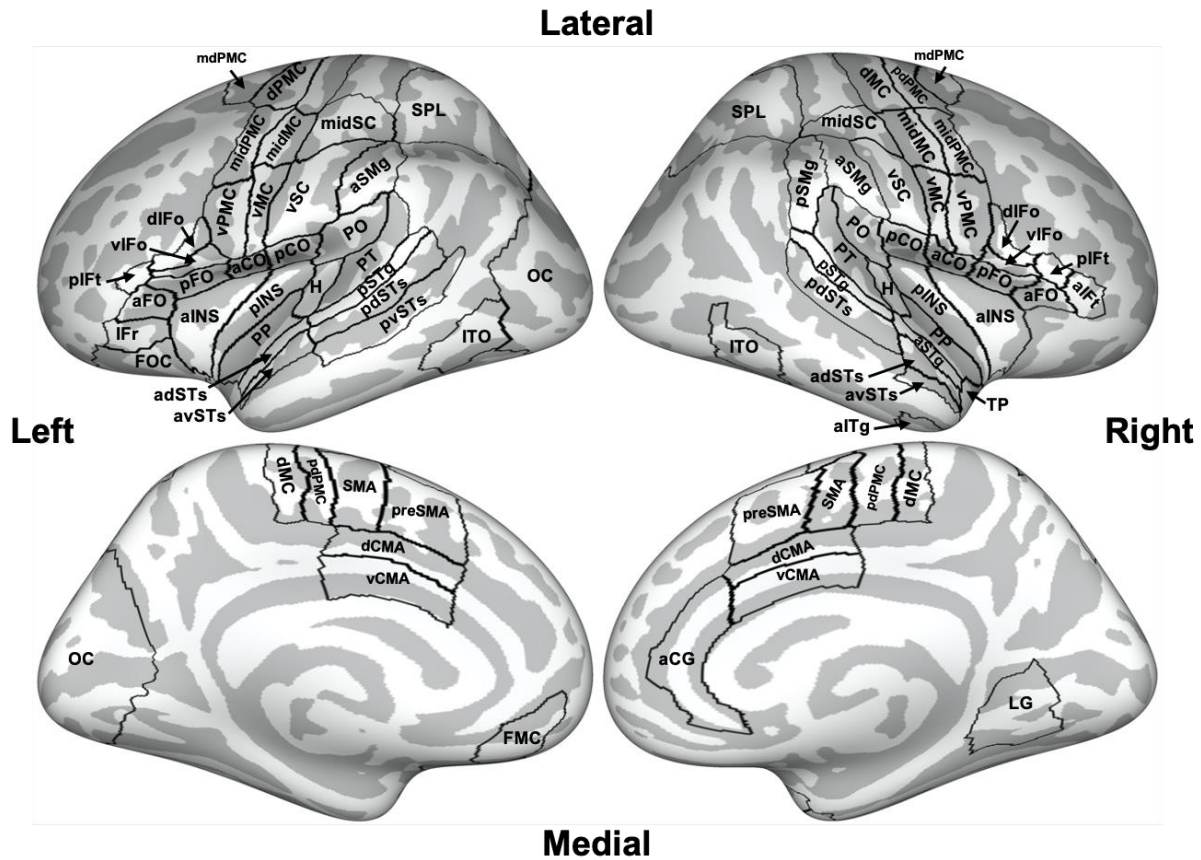 Lateral
mdPMC
dPMC
midPMC
midMC
midSC
SPL
aSMg
vPMC
vMC
vSC
dIFo
vIFo
pIFt
pFO
aCO
pCO
PO
PT
H
pSTg
pdSTs
pvSTs
OC
ITO
aFO
aINS
pINS
PP
IFr
FOC
adSTs
avSTs
mdPMC
dMC
pdPMC
SPL
midSC
midMC
midPMC
pSMg
aSMg
vSC
vMC
vPMC
dIFo
vIFo
pIFt
aIFt
PO
pCO
aCO
pFO
aFO
PT
H
pSTg
pdSTs
pINS
aINS
PP
aSTg
ITO
adSTs
avSTs
TP
aITg
Left
Right
dMC
pdPMC
SMA
preSMA
dCMA
vCMA
OC
FMC
preSMA
SMA
pdPMC
dMC
dCMA
vCMA
aCG
LG
Medial